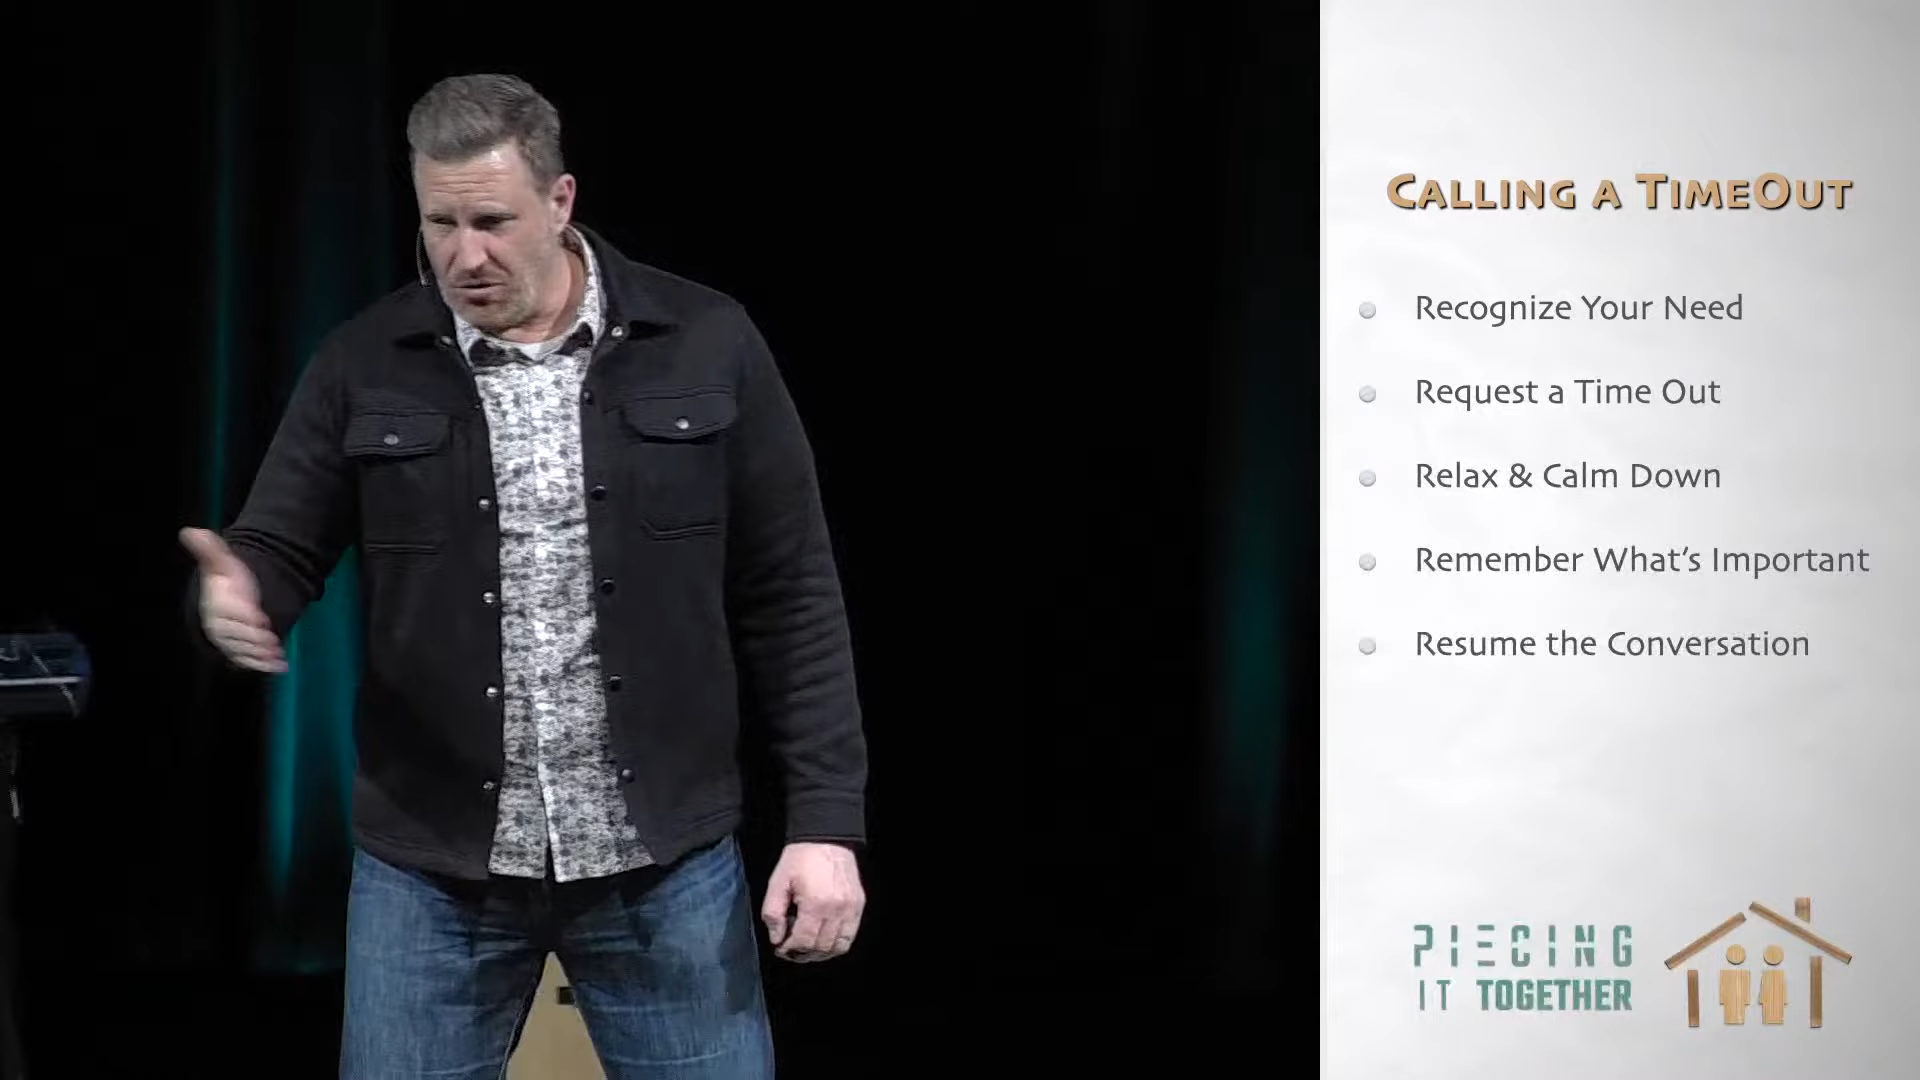 CALLING A TIMEOUT
Recognize Your Need
Request a Time Out
Relax & Calm Down
Remember What's Important
Resume the Conversation
PIECING
IT TOGETHER